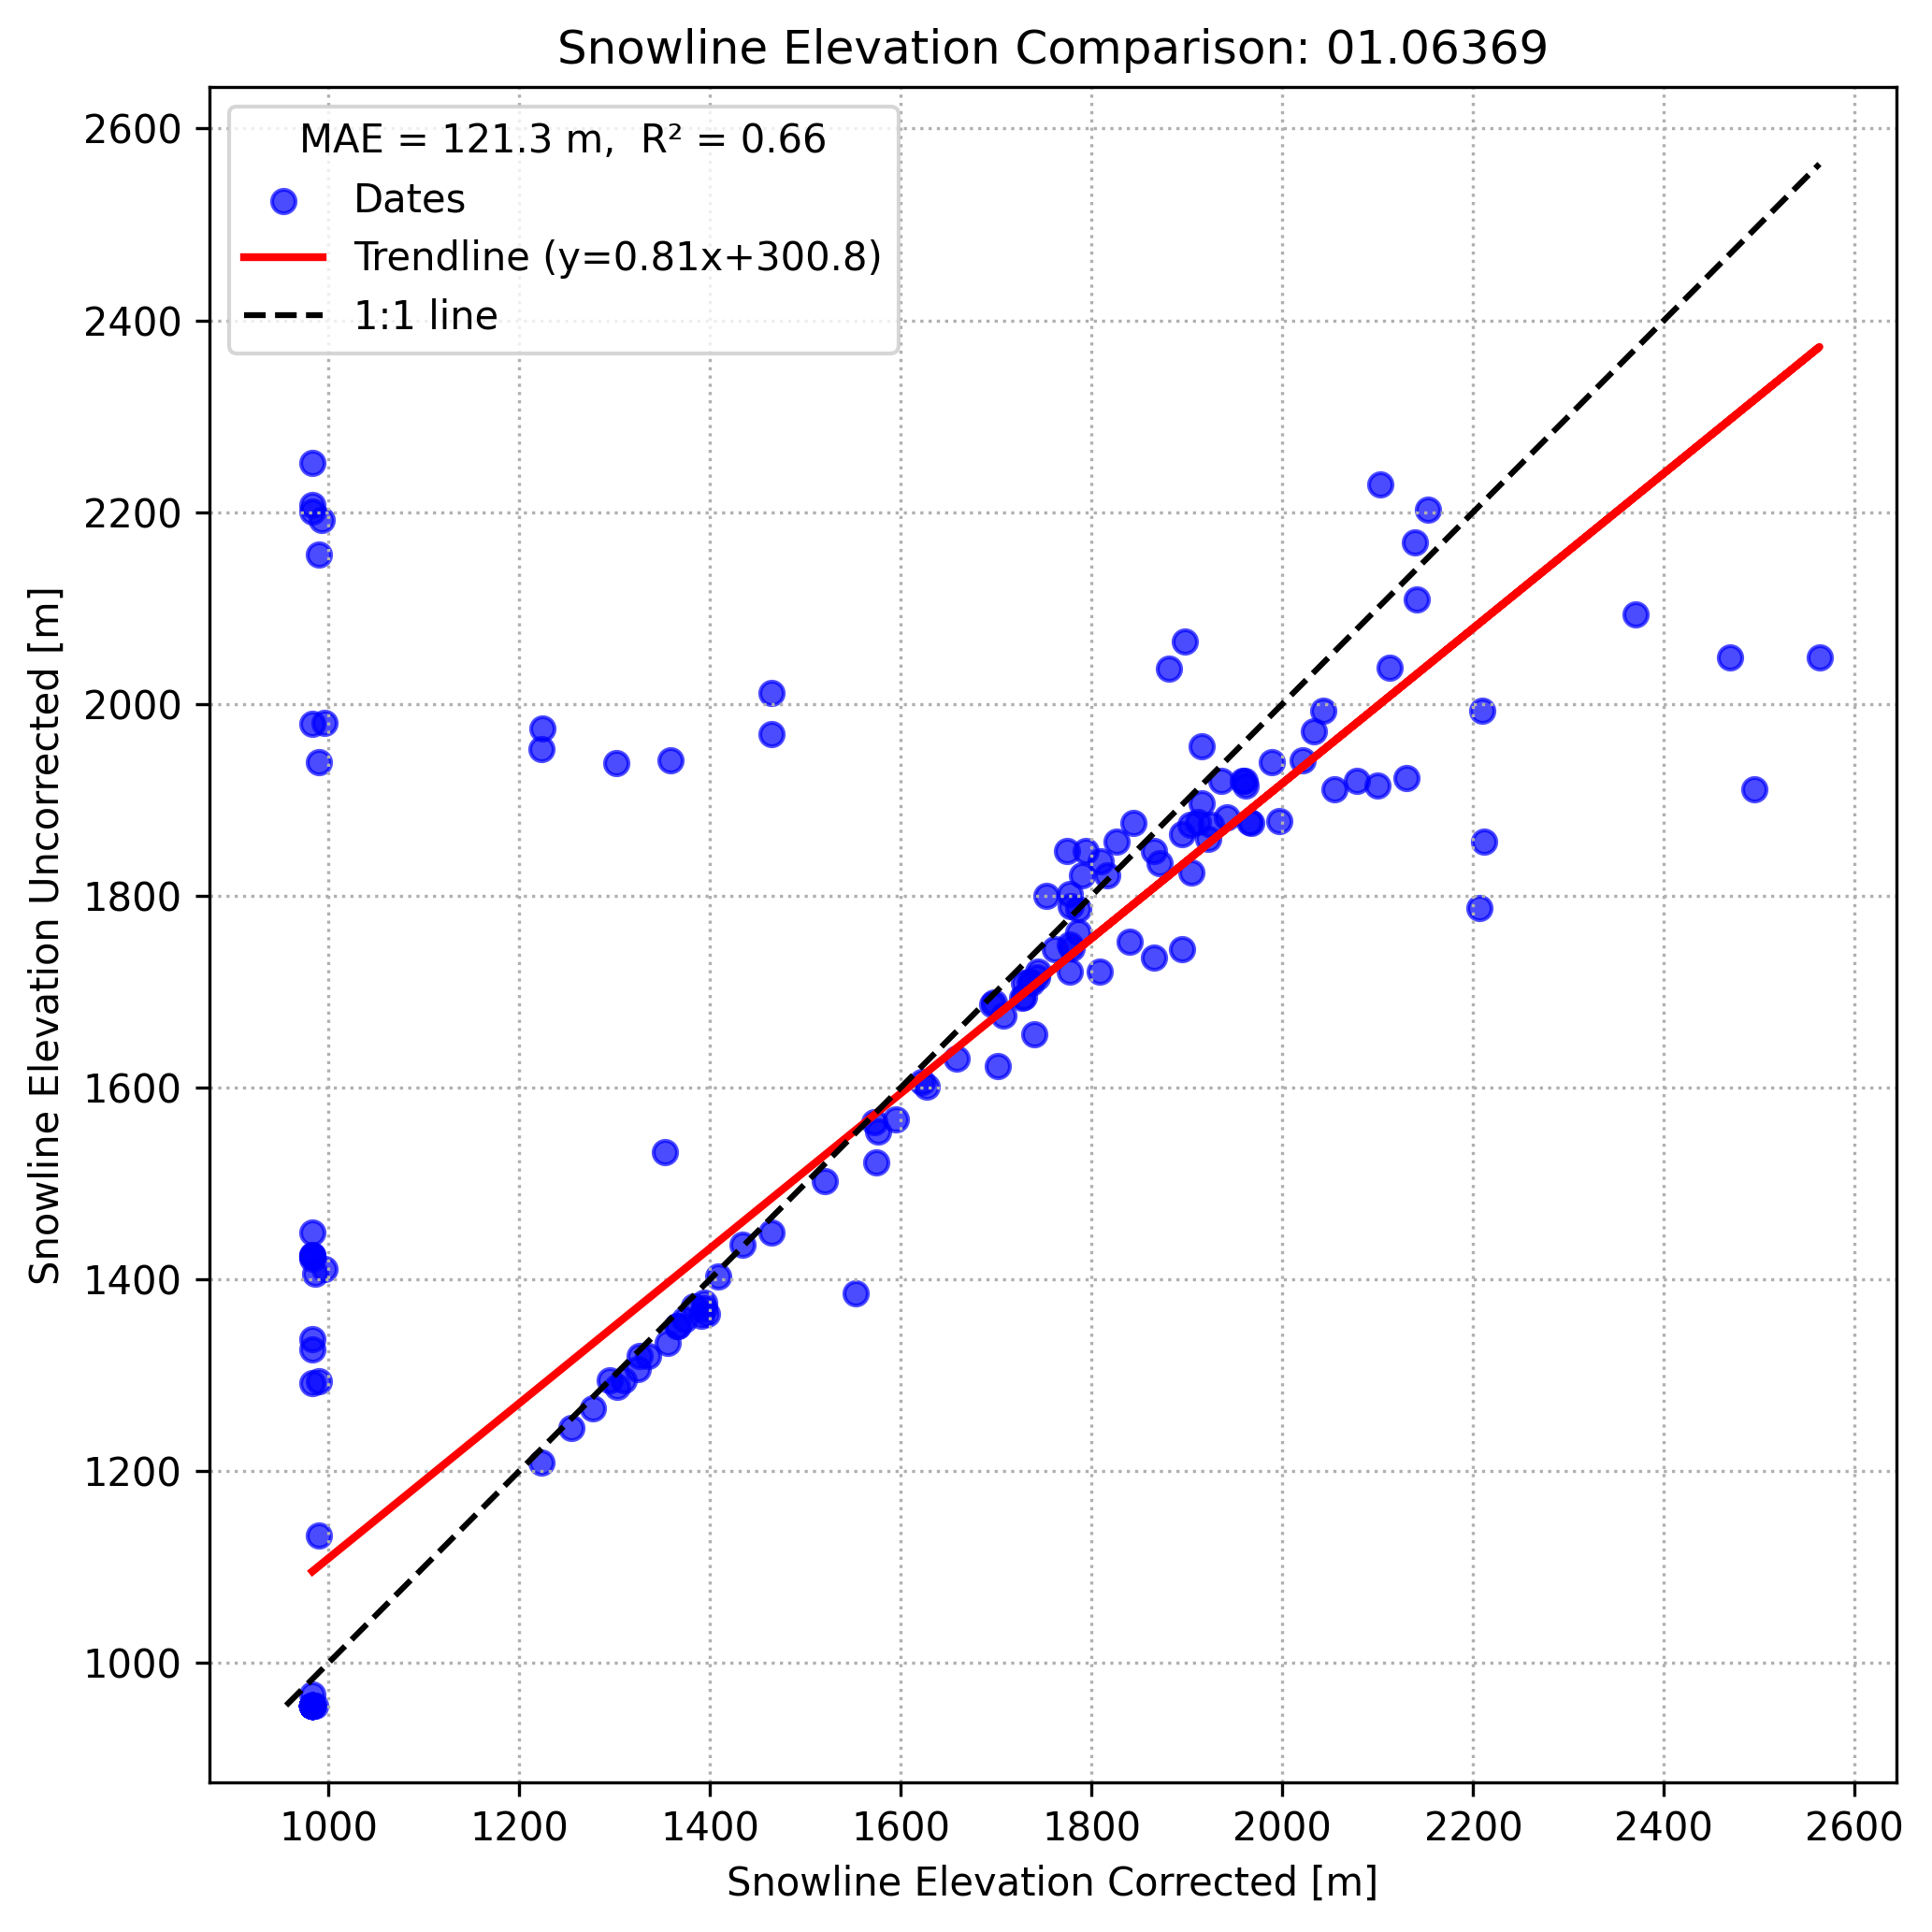 Snowline Elevation Comparison: 01.06369
MAE = 121.3 m,  R² = 0.66
Dates
Trendline (y=0.81x+300.8)
1:1 line
2600
2400
2200
2000
1800
1600
1400
1200
1000
Snowline Elevation Uncorrected [m]
1000 1200 1400 1600 1800 2000 2200 2400 2600
Snowline Elevation Corrected [m]